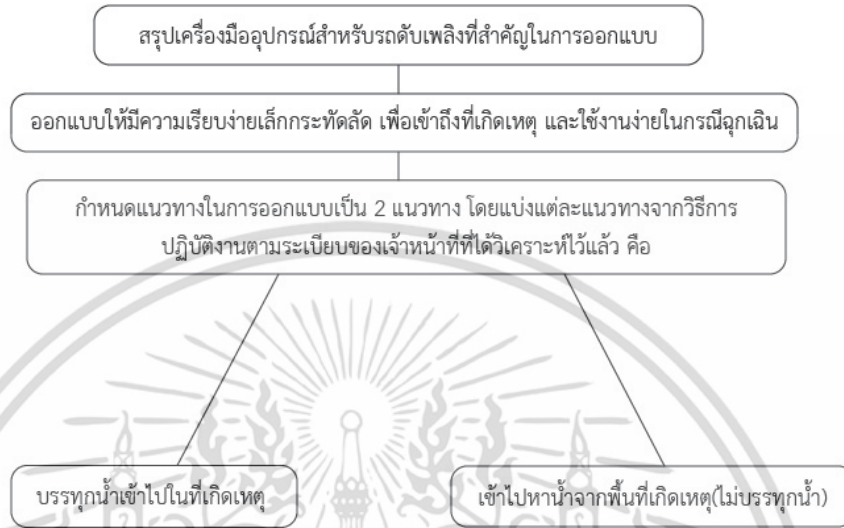 สรุปเครื่องมืออุปกรณ์สำหรับรถดับเพลิงที่สำคัญในการออกแบบ
ออกแบบให้มีความเรียบง่ายเล็กกระทัดลัด เพื่อเข้าถึงที่เกิดเหตุ และใช้งานง่ายในกรณีฉุกเฉิน
กำหนดแนวทางในการออกแบบเป็น 2 แนวทาง โดยแบ่งแต่ละแนวทางจากวิธีการ
ปฏิบัติงานตามระเบียบของเจ้าหน้าที่ที่ได้วิเคราะห์ไว้แล้ว คือ
บรรทุกน้ำเข้าไปในที่เกิดเหตุ
เข้าไปหาน้ำจากพื้นที่เกิดเหตุ(ไม่บรรทุกน้ำ)